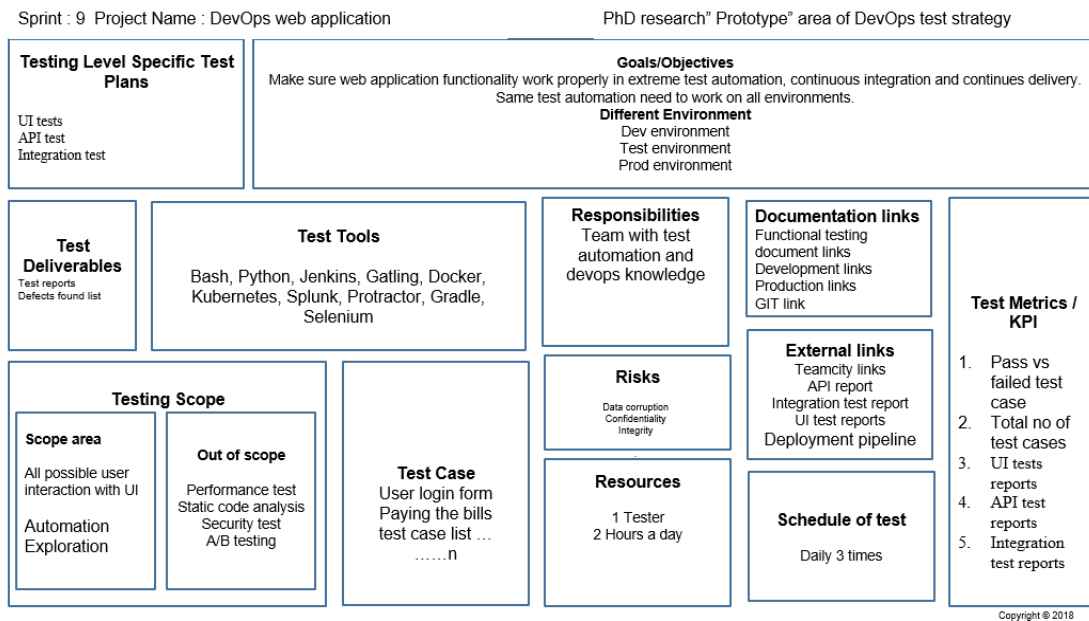 Sprint : 9  Project Name : DevOps web application
PhD research” Prototype” area of DevOps test strategy
Testing Level Specific Test
Plans
UI tests
API test
Integration test
Goals/Objectives
Make sure web application functionality work properly in extreme test automation, continuous integration and continues delivery.
Same test automation need to work on all environments.
Different Environment
Dev environment
Test environment
Prod environment
Test
Deliverables
Test reports
Defects found list
Test Tools
Bash, Python, Jenkins, Gatling, Docker,
Kubernetes, Splunk, Protractor, Gradle,
Selenium
Responsibilities
Team with test
automation and
devops knowledge
Documentation links
Functional testing
document links
Development links
Production links
GIT link
Test Metrics /
KPI
1. Pass vs
failed test
case
2. Total no of
test cases
3. UI tests
reports
4. API test
reports
5. Integration
test reports
Testing Scope
Scope area
All possible user
interaction with UI
Automation
Exploration
Out of scope
Performance test
Static code analysis
Security test
A/B testing
Test Case
User login form
Paying the bills
test case list …
……n
Risks
Data corruption
Confidentiality
Integrity
.
Resources
1 Tester
2 Hours a day
External links
Teamcity links
API report
Integration test report
UI test reports
Deployment pipeline
Schedule of test
Daily 3 times
Copyright © 2018